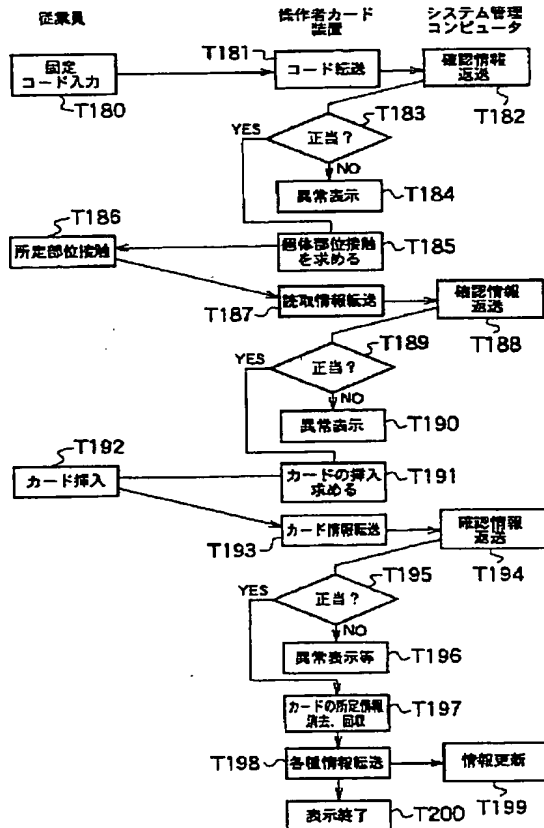 従業員
操作者カード
装置
システム管理
コンピュータ
固定
コード入力
T180
T181
コード転送
確認情報
返送
T182
T183
正当？
YES
NO
異常表示
T184
T186
所定部位接触
個体部位接触
を求める
T185
読取情報転送
T187
確認情報
返送
T188
T189
正当？
YES
NO
異常表示
T190
T192
カード挿入
カードの挿入
求める
T191
カード情報転送
T193
確認情報
返送
T194
T195
正当？
YES
NO
異常表示等
T196
カードの所定情報
消去、回収
T197
T198
各種情報転送
情報更新
T199
表示終了
T200